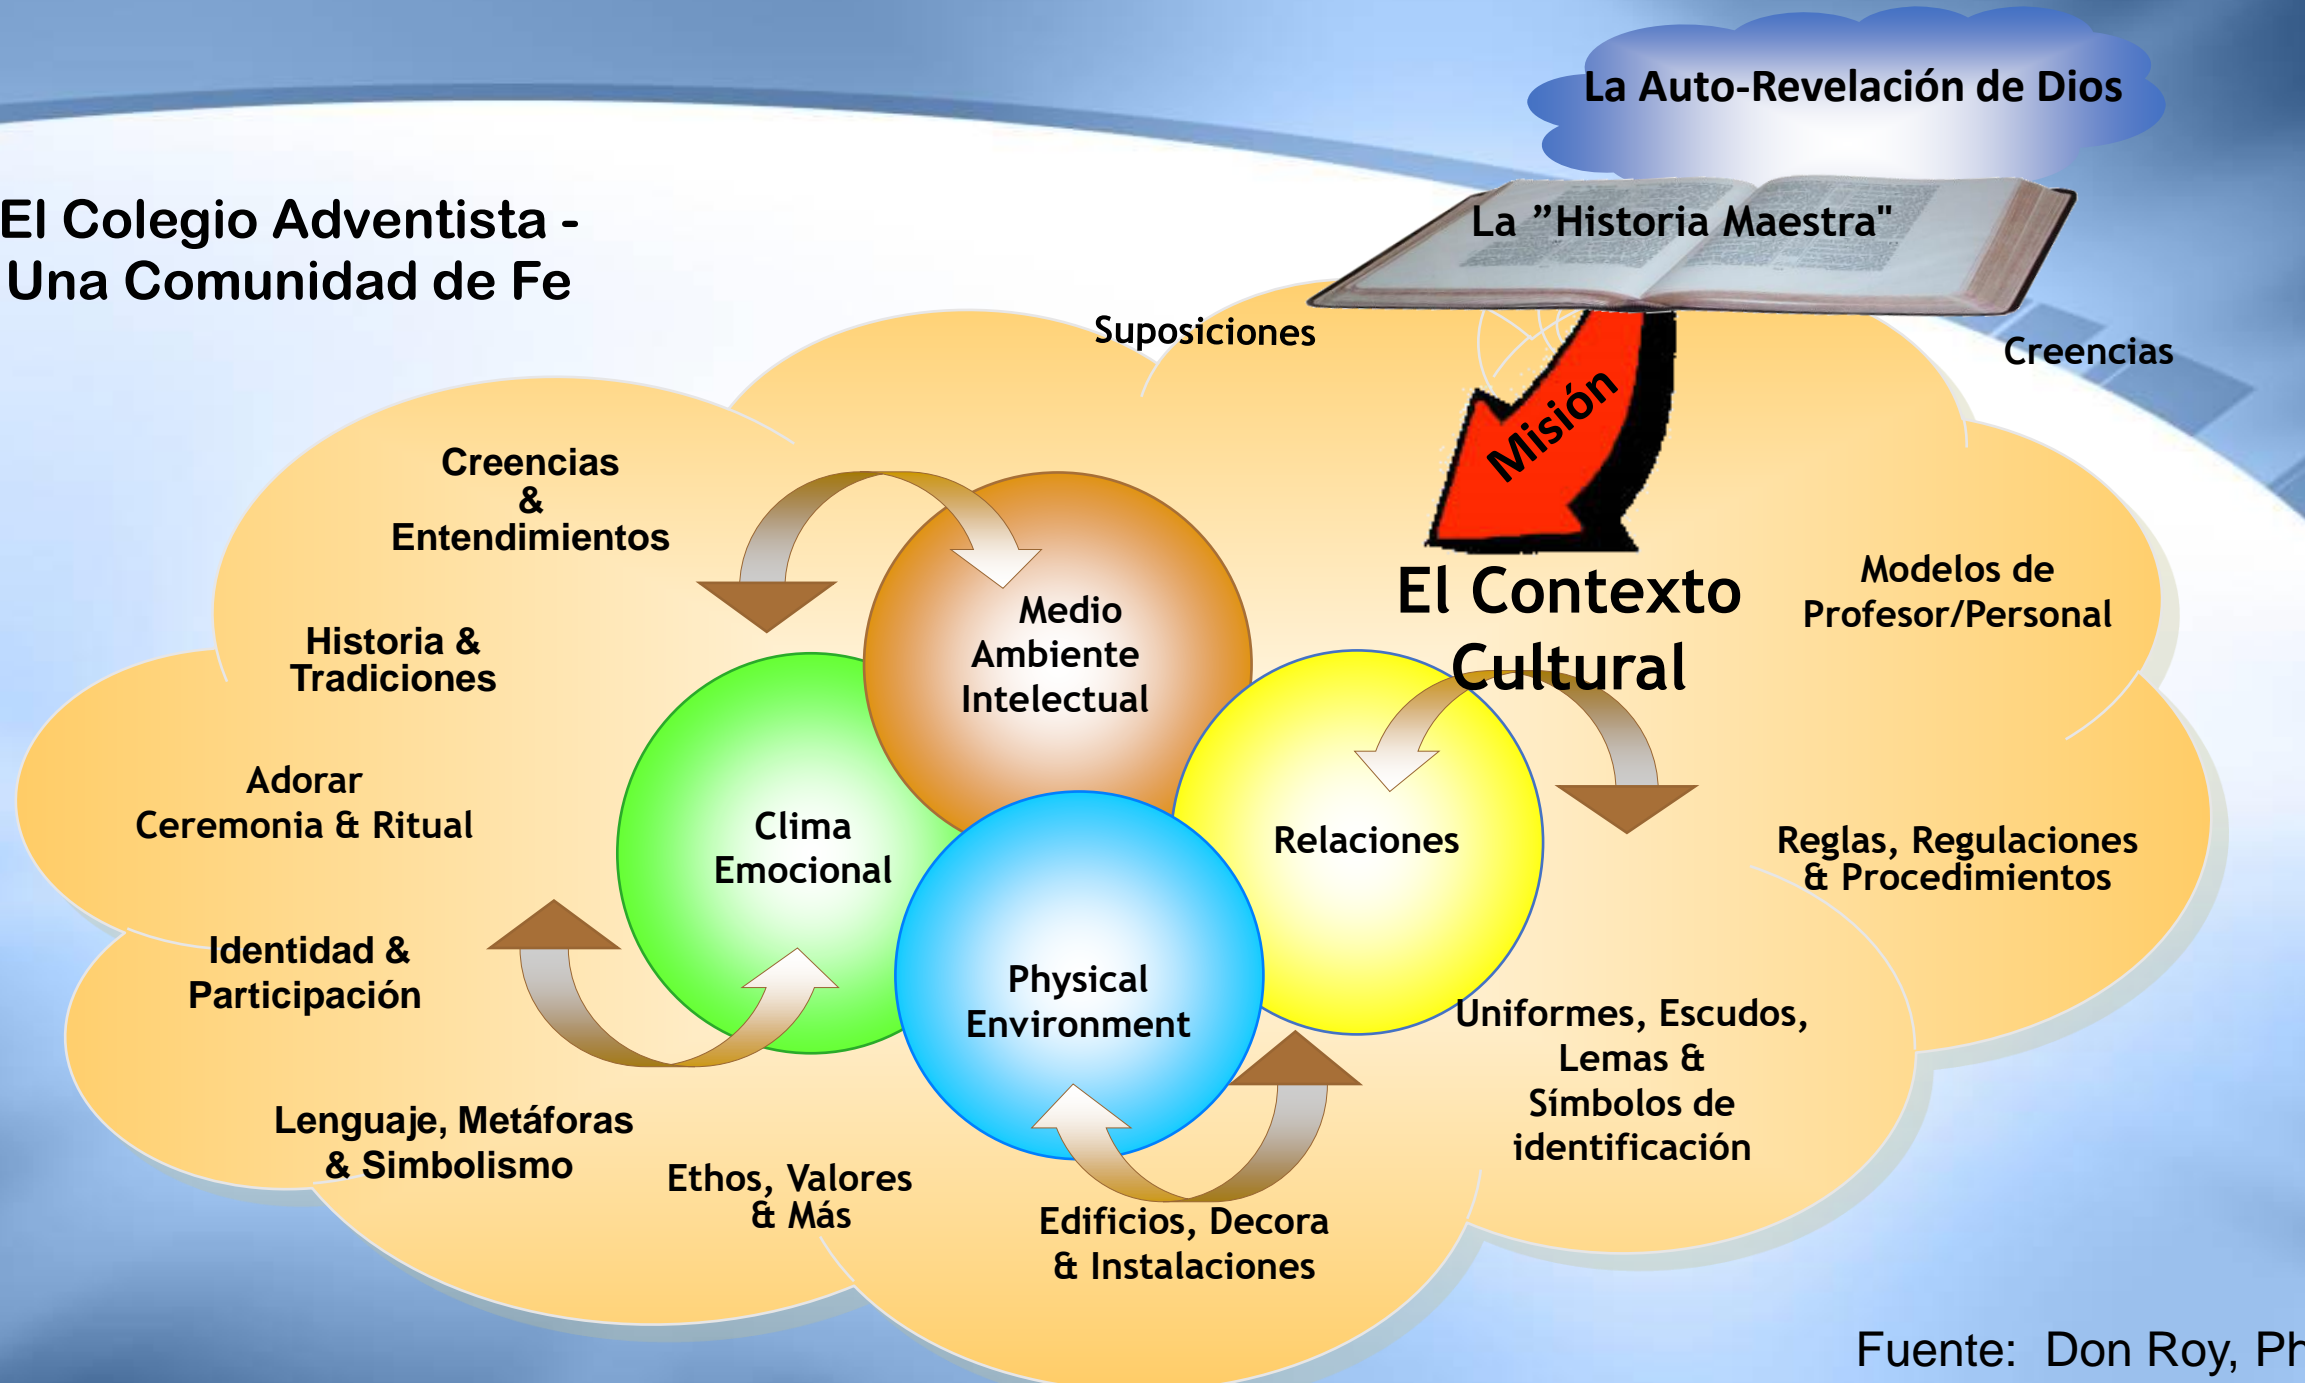 La Auto-Revelación de Dios
La ”Historia Maestra"
El Colegio Adventista -
Una Comunidad de Fe
Suposiciones
Creencias
Misión
Creencias
&
Entendimientos
El Contexto
Cultural
Modelos de
Profesor/Personal
Medio
Ambiente
Intelectual
Historia &
Tradiciones
Adorar
Ceremonia & Ritual
Clima
Emocional
Relaciones
Reglas, Regulaciones
& Procedimientos
Identidad &
Participación
Physical
Environment
Uniformes, Escudos,
Lemas &
Símbolos de
identificación
Lenguaje, Metáforas
& Simbolismo
Ethos, Valores
& Más
Edificios, Decora
& Instalaciones
Fuente: Don Roy, Ph